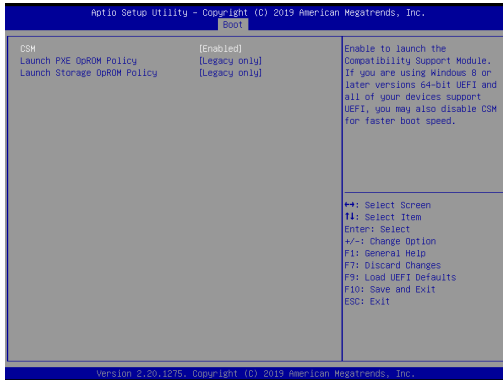 Aptio Setup Utility - Copyright (C) 2019 American Megatrends, Inc.
Boot
CSM [Enabled]
Launch PXE OpROM Policy [Legacy only]
Launch Storage OpROM Policy [Legacy only]
Enable to launch the
Compatibility Support Module.
If you are using Windows 8 or
later versions 64-bit UEFI and
all of your devices support
UEFI, you may also disable CSM
for faster boot speed.
↔: Select Screen
↑↓: Select Item
Enter: Select
+/-: Change Option
F1: General Help
F7: Discard Changes
F9: Load UEFI Defaults
F10: Save and Exit
ESC: Exit
Version 2.20.1275. Copyright (C) 2019 American Megatrends, Inc.